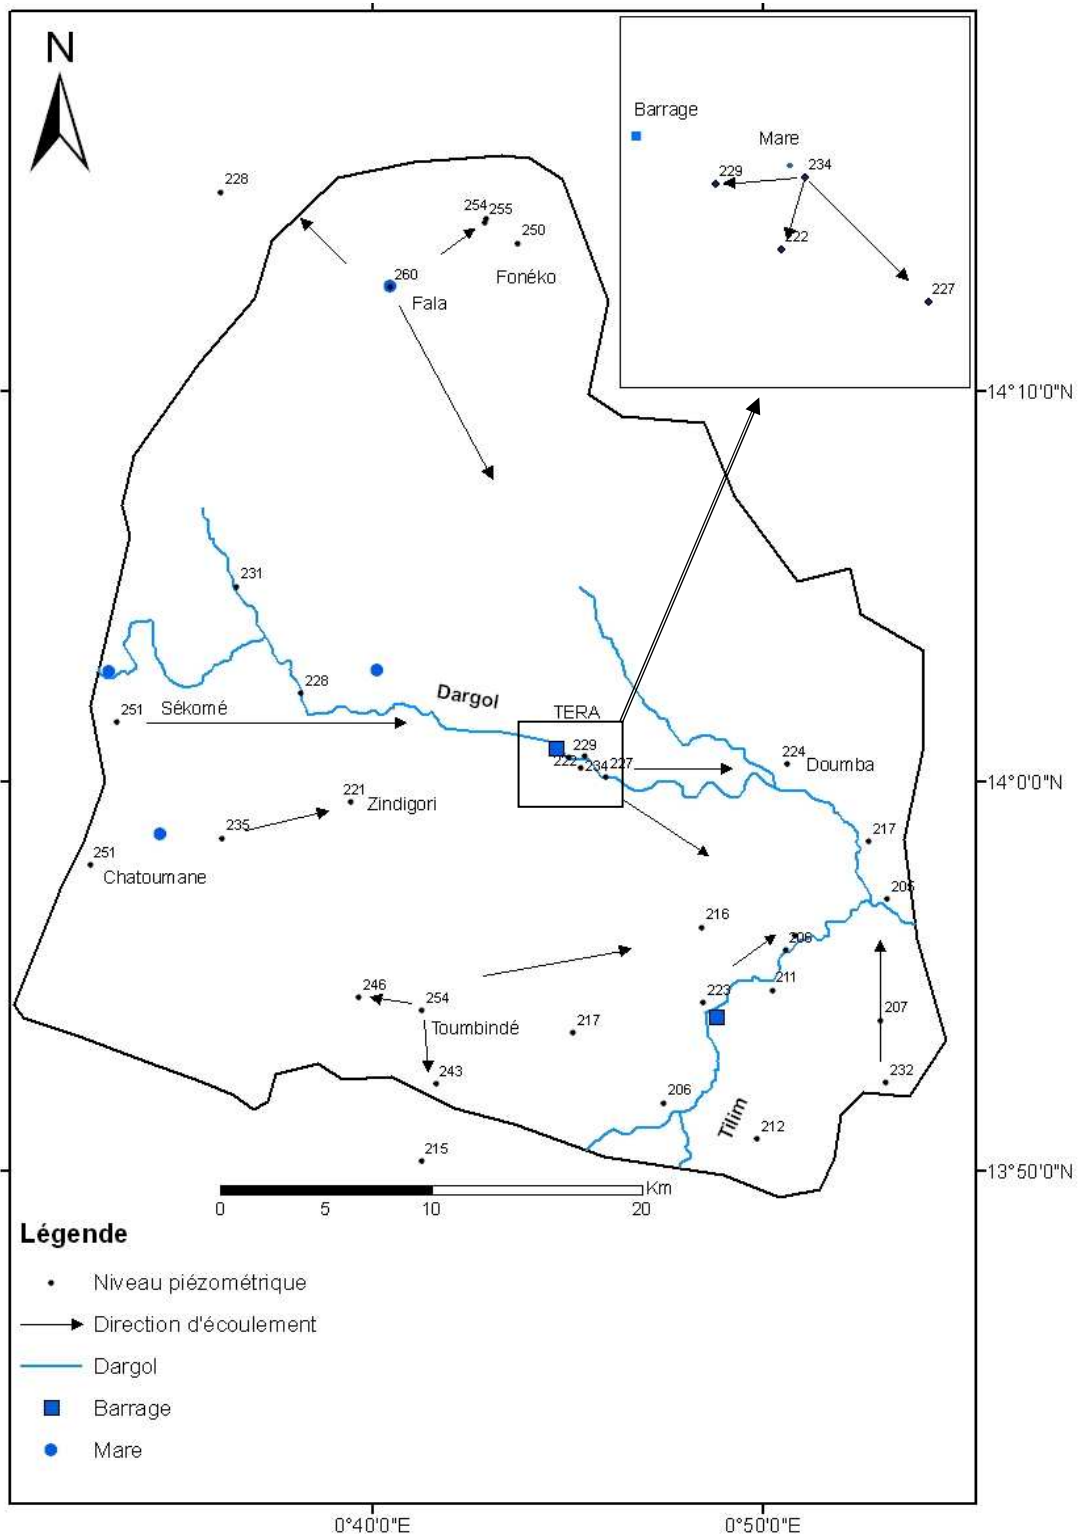 N
Barrage
Mare
229
234
222
227
228
254
255
250
Fonéko
260
Fala
14°10'0"N
231
228
Dargol
251
Sékomé
TERA
229
222
234
227
224
Doumba
14°0'0"N
221
Zindigori
235
217
251
Chatoumane
205
216
208
246
254
223
211
Toumbindé
217
207
243
232
206
Tilim
212
215
13°50'0"N
Km
0
5
10
20
Légende
Niveau piézométrique
Direction d'écoulement
Dargol
Barrage
Mare
0°40'0"E
0°50'0"E